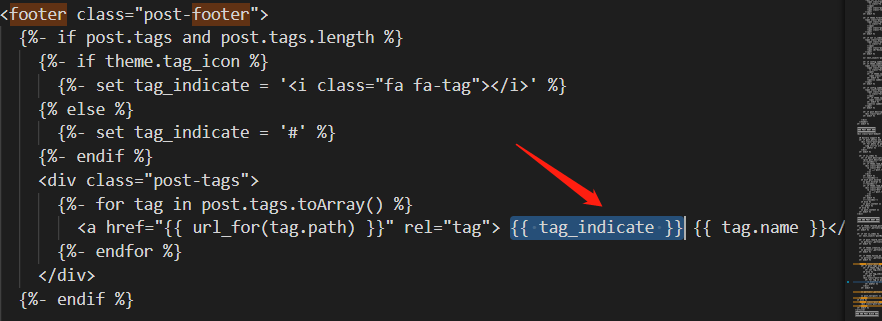 <footer class="post-footer">
{%- if post.tags and post.tags.length %}
{%- if theme.tag_icon %}
{%- set tag_indicate = '<i class="fa fa-tag"></i>' %}
{% else %}
{%- set tag_indicate = '#' %}
{%- endif %}
<div class="post-tags">
{%- for tag in post.tags.toArray() %}
<a href="{{ url_for(tag.path) }}" rel="tag"> {{ tag_indicate }} {{ tag.name }}</
{%- endfor %}
</div>
{%- endif %}